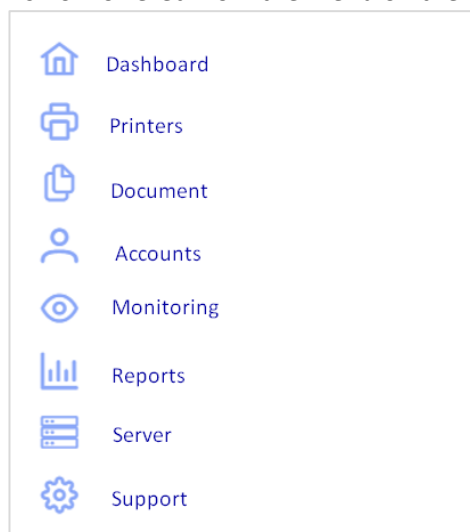 Dashboard
Printers
Document
Accounts
Monitoring
Reports
Server
Support